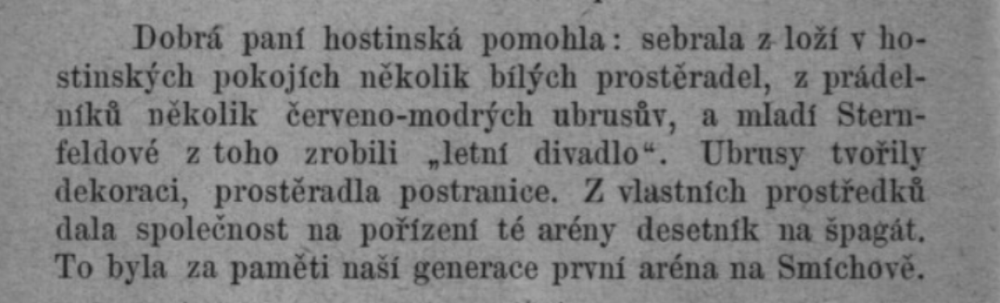 Dobrá paní hostinská pomohla: sebrala z loží v ho-
stinských pokojích několik bílých prostěradel, z prádel-
níků několik červeno-modrých ubrusův, a mladí Stern-
feldové z toho zrobili „letní divadlo“. Ubrusy tvořily
dekoraci, prostěradla postranice. Z vlastních prostředků
dala společnost na pořízení té arény desetník na špagát.
To byla za paměti naší generace první aréna na Smíchově.